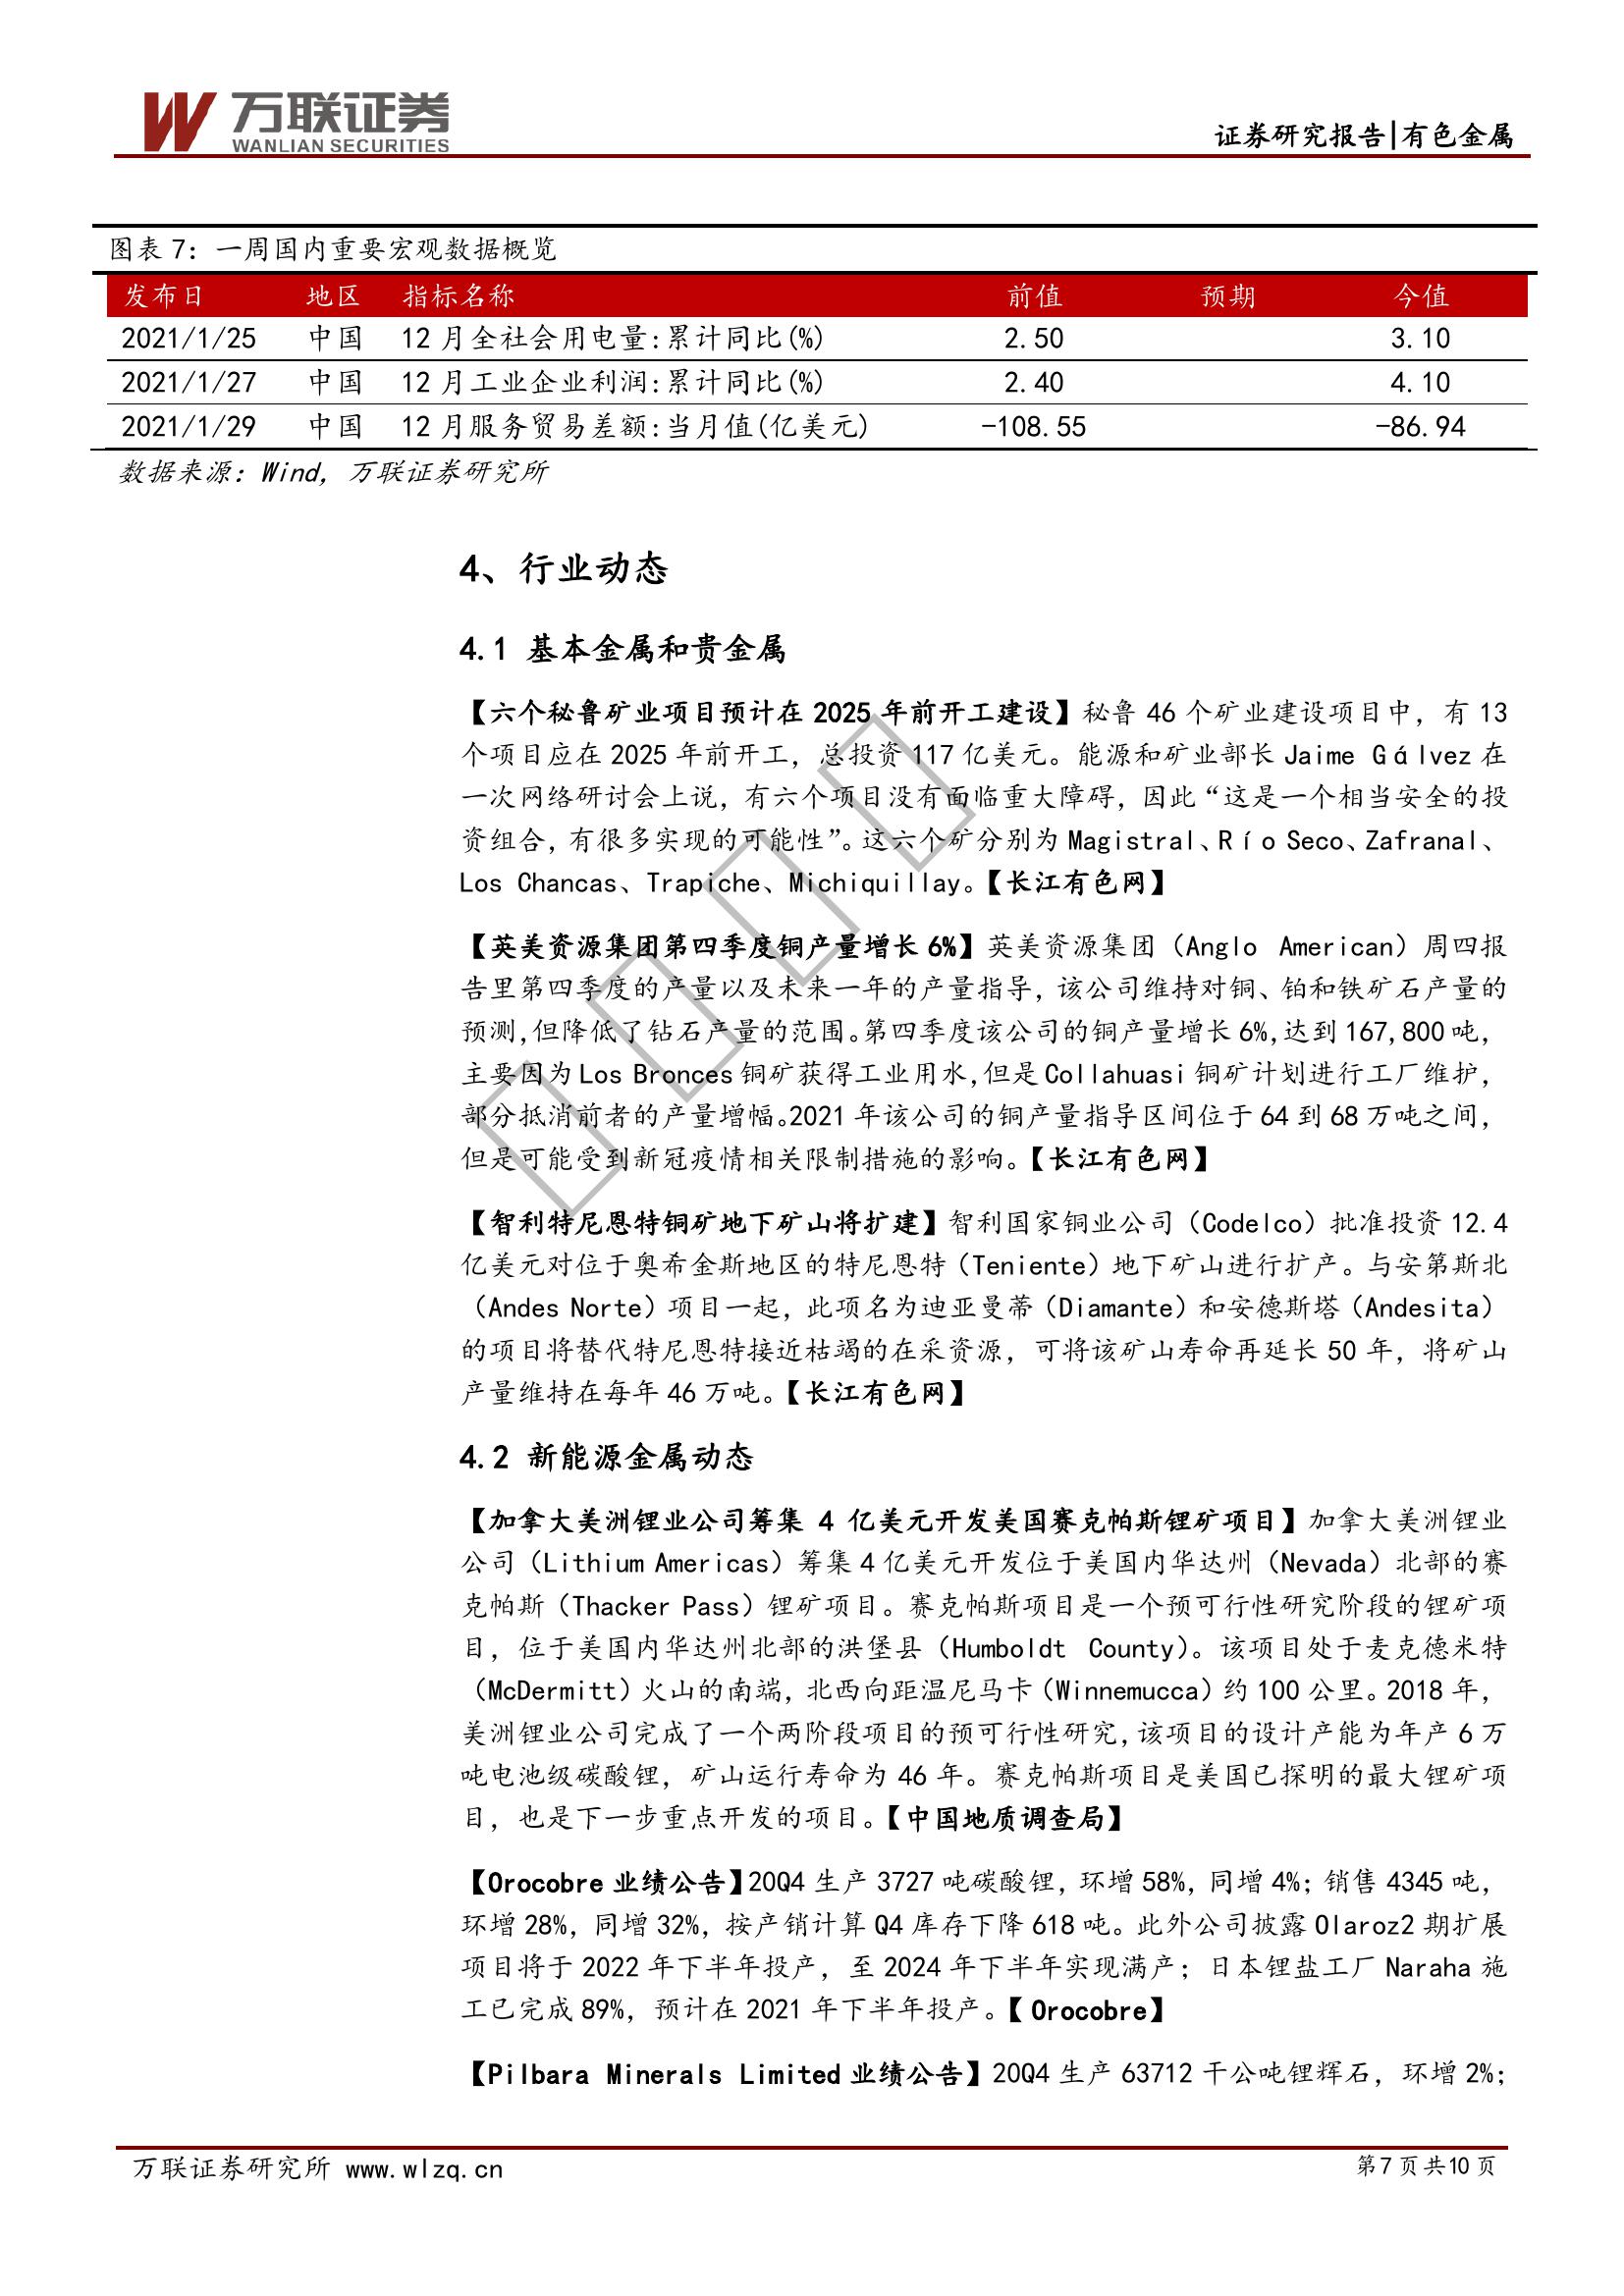 万联证券
WANLIAN SECURITIES
证券研究报告|有色金属
图表 7：一周国内重要宏观数据概览
发布日 地区 指标名称 前值 预期 今值
2021/1/25 中国 12 月全社会用电量:累计同比(%) 2.50 3.10
2021/1/27 中国 12 月工业企业利润:累计同比(%) 2.40 4.10
2021/1/29 中国 12 月服务贸易差额:当月值(亿美元) -108.55 -86.94
数据来源：Wind，万联证券研究所
4、行业动态
4.1 基本金属和贵金属
【六个秘鲁矿业项目预计在 2025 年前开工建设】秘鲁 46 个矿业建设项目中，有 13
个项目应在 2025 年前开工，总投资 117 亿美元。能源和矿业部长 Jaime Gálvez 在
一次网络研讨会上说，有六个项目没有面临重大障碍，因此“这是一个相当安全的投
资组合，有很多实现的可能性”。这六个矿分别为 Magistral、Río Seco、Zafranal、
Los Chancas、Trapiche、Michiquillay。【长江有色网】
【英美资源集团第四季度铜产量增长 6%】英美资源集团（Anglo American）周四报
告里第四季度的产量以及未来一年的产量指导，该公司维持对铜、铂和铁矿石产量的
预测,但降低了钻石产量的范围。第四季度该公司的铜产量增长 6%,达到 167,800 吨，
主要因为 Los Bronces 铜矿获得工业用水,但是 Collahuasi 铜矿计划进行工厂维护，
部分抵消前者的产量增幅。2021 年该公司的铜产量指导区间位于 64 到 68 万吨之间，
但是可能受到新冠疫情相关限制措施的影响。【长江有色网】
【智利特尼恩特铜矿地下矿山将扩建】智利国家铜业公司（Codelco）批准投资 12.4
亿美元对位于奥希金斯地区的特尼恩特（Teniente）地下矿山进行扩产。与安第斯北
（Andes Norte）项目一起，此项名为迪亚曼蒂（Diamante）和安德斯塔（Andesita）
的项目将替代特尼恩特接近枯竭的在采资源，可将该矿山寿命再延长 50 年，将矿山
产量维持在每年 46 万吨。【长江有色网】
4.2 新能源金属动态
【加拿大美洲锂业公司筹集 4 亿美元开发美国赛克帕斯锂矿项目】加拿大美洲锂业
公司（Lithium Americas）筹集 4 亿美元开发位于美国内华达州（Nevada）北部的赛
克帕斯（Thacker Pass）锂矿项目。赛克帕斯项目是一个预可行性研究阶段的锂矿项
目，位于美国内华达州北部的洪堡县（Humboldt County）。该项目处于麦克德米特
（McDermitt）火山的南端，北西向距温尼马卡（Winnemucca）约 100 公里。2018 年，
美洲锂业公司完成了一个两阶段项目的预可行性研究,该项目的设计产能为年产 6 万
吨电池级碳酸锂，矿山运行寿命为 46 年。赛克帕斯项目是美国已探明的最大锂矿项
目，也是下一步重点开发的项目。【中国地质调查局】
【Orocobre 业绩公告】20Q4 生产 3727 吨碳酸锂，环增 58%，同增 4%；销售 4345 吨，
环增 28%，同增 32%，按产销计算 Q4 库存下降 618 吨。此外公司披露 Olaroz2 期扩展
项目将于 2022 年下半年投产，至 2024 年下半年实现满产；日本锂盐工厂 Naraha 施
工已完成 89%，预计在 2021 年下半年投产。【 Orocobre】
【Pilbara Minerals Limited 业绩公告】20Q4 生产 63712 干公吨锂辉石，环增 2%；
万联证券研究所 www.wlzq.cn
第 7 页 共 10 页